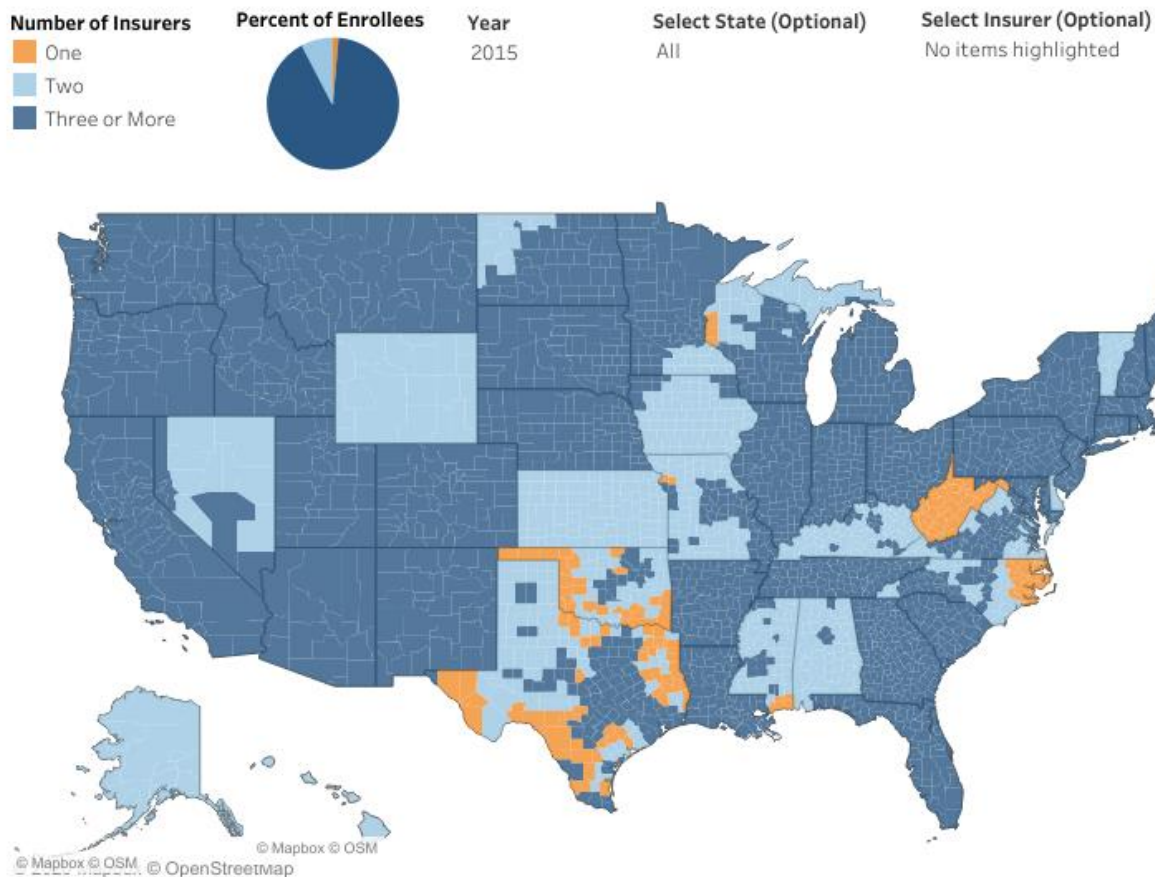 Number of Insurers
One
Two
Three or More
Percent of Enrollees
Year
2015
Select State (Optional)
All
Select Insurer (Optional)
No items highlighted
© Mapbox © OSM
© Mapbox © OSM
Mapbox © OpenStreetMap